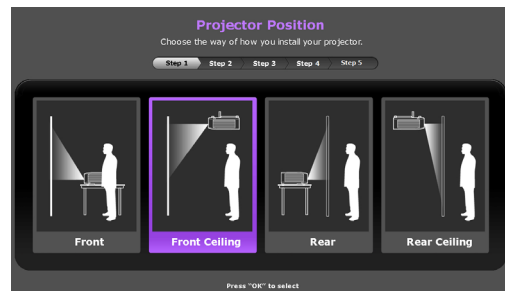 Projector Position
Choose the way of how you install your projector.
Step 1 Step 2 Step 3 Step 4 Step 5
Front Front Ceiling Rear Rear Ceiling
Press "OK" to select